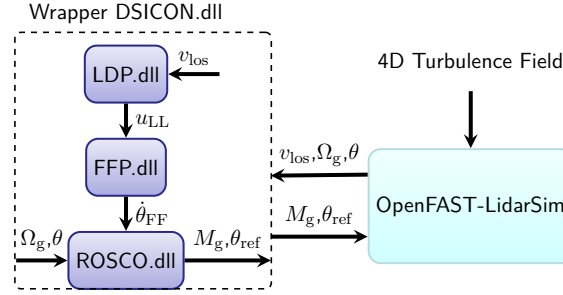 Wrapper DSICON.dll
LDP.dll
v_los
u_LL
FFP.dll
θ̇_FF
Ω_g,θ
ROSCO.dll
M_g,θ_ref
v_los,Ω_g,θ
M_g,θ_ref
4D Turbulence Field
OpenFAST-LidarSim